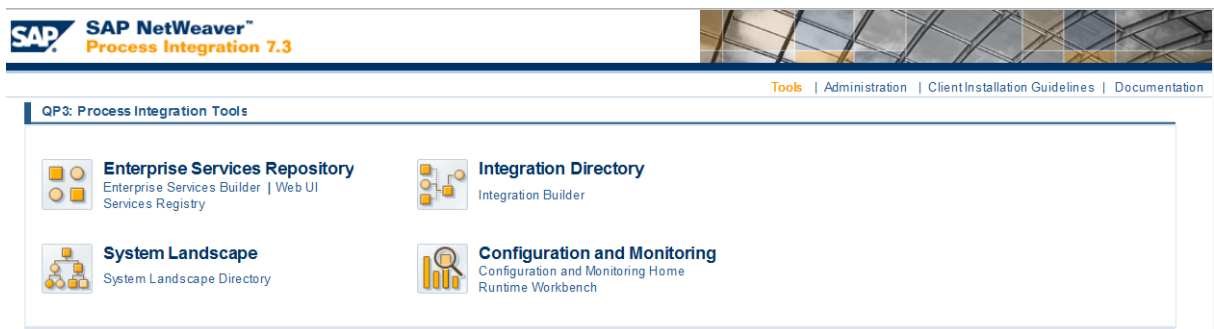 SAP
SAP NetWeaver™
Process Integration 7.3
Tools | Administration | Client Installation Guidelines | Documentation
QP3: Process Integration Tools
Enterprise Services Repository
Enterprise Services Builder | Web UI
Services Registry
Integration Directory
Integration Builder
System Landscape
System Landscape Directory
Configuration and Monitoring
Configuration and Monitoring Home
Runtime Workbench